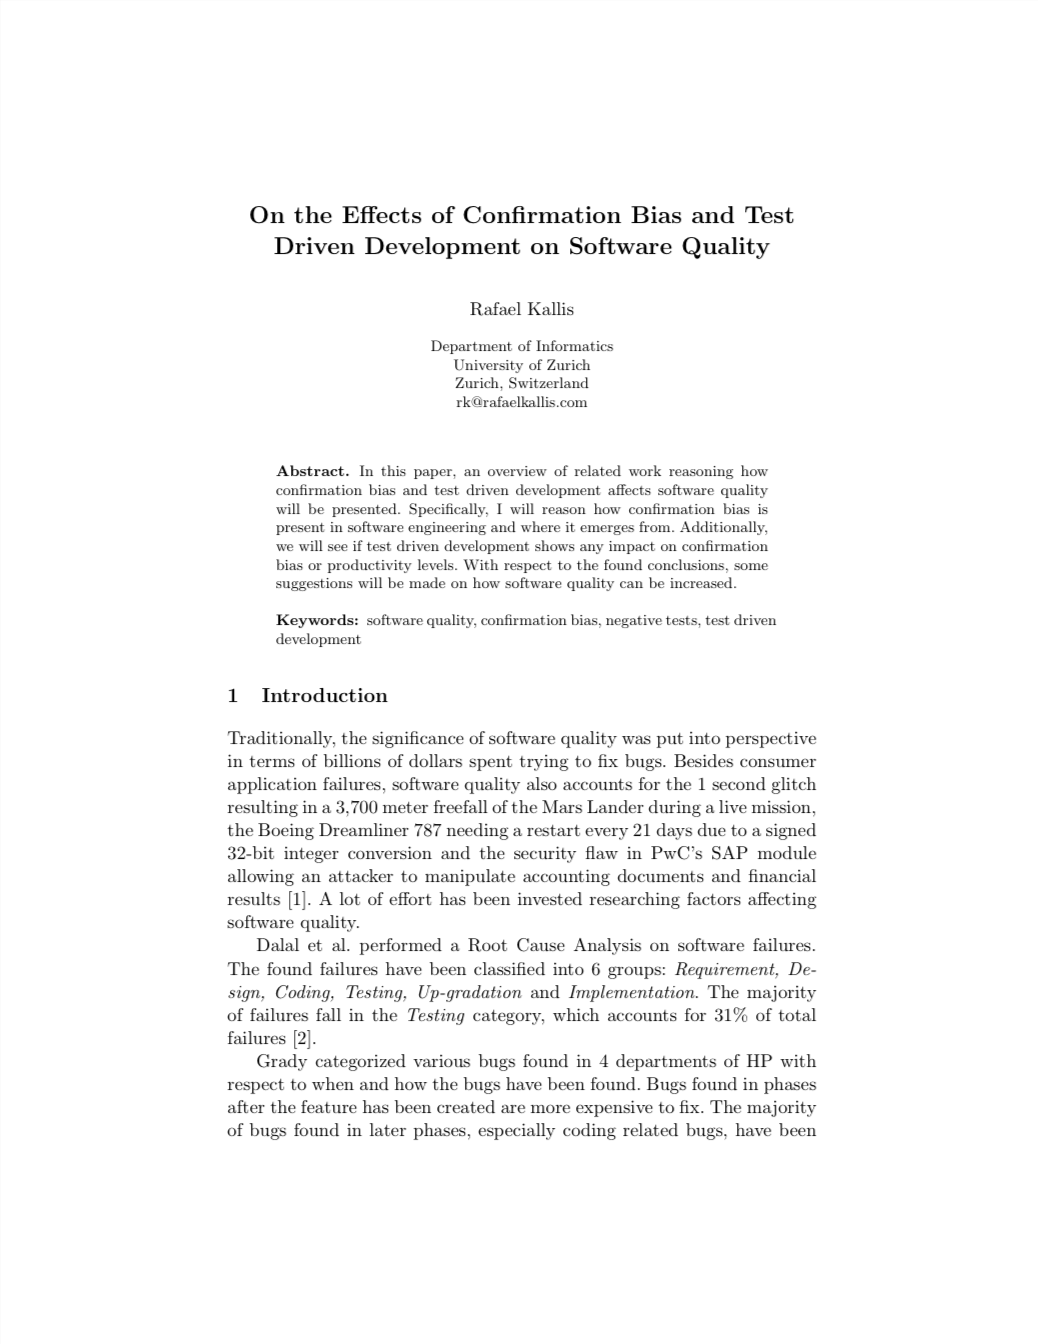 On the Effects of Confirmation Bias and Test
Driven Development on Software Quality
Rafael Kallis
Department of Informatics
University of Zurich
Zurich, Switzerland
rk@rafaelkallis.com
Abstract. In this paper, an overview of related work reasoning how
confirmation bias and test driven development affects software quality
will be presented. Specifically, I will reason how confirmation bias is
present in software engineering and where it emerges from. Additionally,
we will see if test driven development shows any impact on confirmation
bias or productivity levels. With respect to the found conclusions, some
suggestions will be made on how software quality can be increased.
Keywords: software quality, confirmation bias, negative tests, test driven
development
1 Introduction
Traditionally, the significance of software quality was put into perspective
in terms of billions of dollars spent trying to fix bugs. Besides consumer
application failures, software quality also accounts for the 1 second glitch
resulting in a 3,700 meter freefall of the Mars Lander during a live mission,
the Boeing Dreamliner 787 needing a restart every 21 days due to a signed
32-bit integer conversion and the security flaw in PwC's SAP module
allowing an attacker to manipulate accounting documents and financial
results [1]. A lot of effort has been invested researching factors affecting
software quality.
Dalal et al. performed a Root Cause Analysis on software failures.
The found failures have been classified into 6 groups: Requirement, De-
sign, Coding, Testing, Up-gradation and Implementation. The majority
of failures fall in the Testing category, which accounts for 31% of total
failures [2].
Grady categorized various bugs found in 4 departments of HP with
respect to when and how the bugs have been found. Bugs found in phases
after the feature has been created are more expensive to fix. The majority
of bugs found in later phases, especially coding related bugs, have been